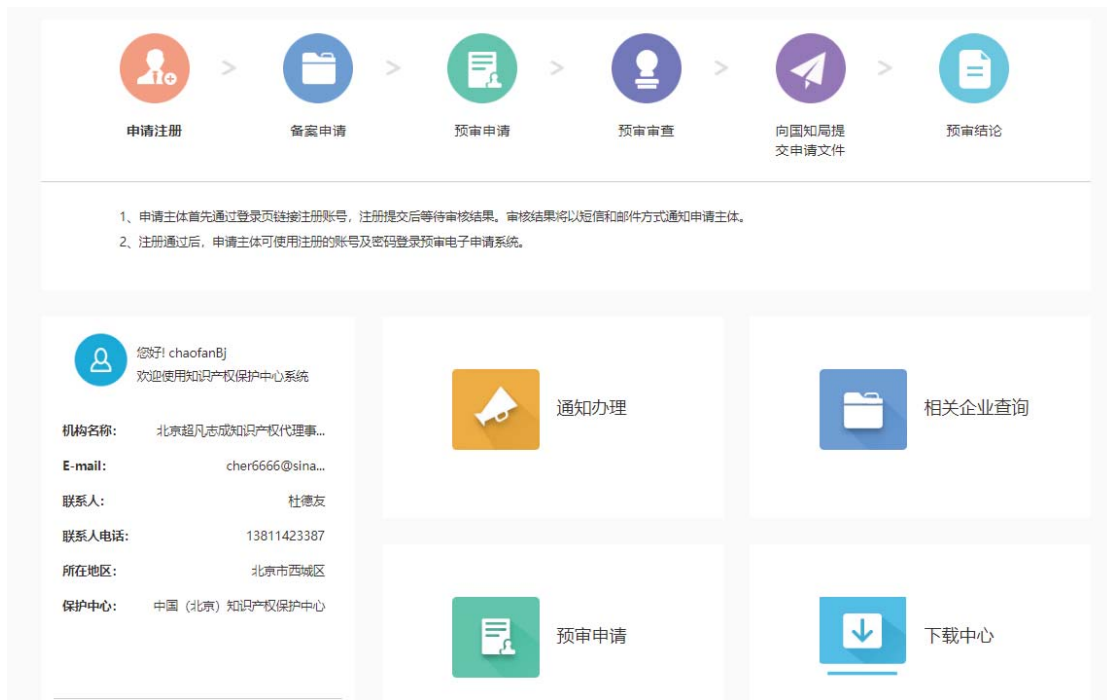 申请注册
备案申请
预审申请
预审审查
向国知局提
交申请文件
预审结论
1、申请主体首先通过登录页链接注册账号，注册提交后等待审核结果。审核结果将以短信和邮件方式通知申请主体。
2、注册通过后，申请主体可使用注册的账号及密码登录预审电子申请系统。
您好! chaofanBj
欢迎使用知识产权保护中心系统
机构名称: 北京超凡志成知识产权代理事...
E-mail: cher6666@sina...
联系人: 杜德友
联系人电话: 13811423387
所在地区: 北京市西城区
保护中心: 中国（北京）知识产权保护中心
通知办理
相关企业查询
预审申请
下载中心